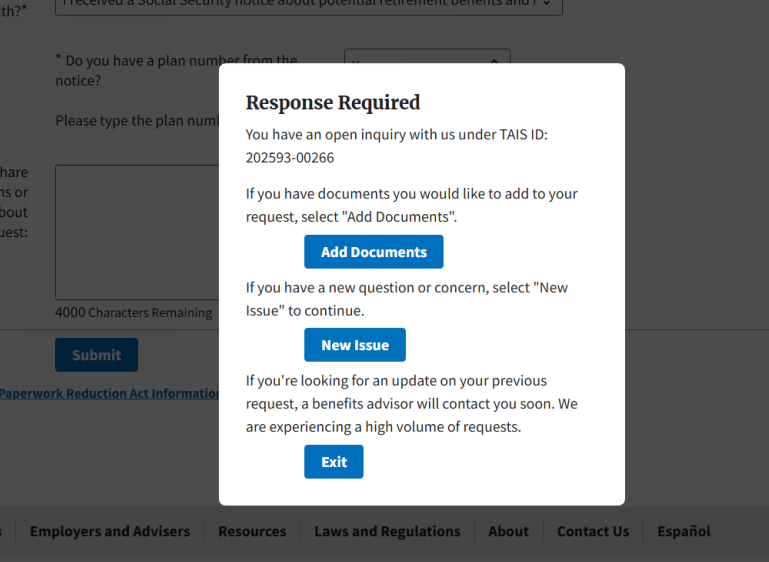 th?*
I received a Social Security notice about potential retirement benefits and
* Do you have a plan number from the
notice?
Please type the plan
hare
ns or
bout
uest:
4000 Characters Remaining
Submit
Paperwork Reduction Act Information
Response Required
You have an open inquiry with us under TAIS ID:
202593-00266
If you have documents you would like to add to your
request, select "Add Documents".
Add Documents
If you have a new question or concern, select "New
Issue" to continue.
New Issue
If you're looking for an update on your previous
request, a benefits advisor will contact you soon. We
are experiencing a high volume of requests.
Exit
s Employers and Advisers Resources Laws and Regulations About Contact Us Español